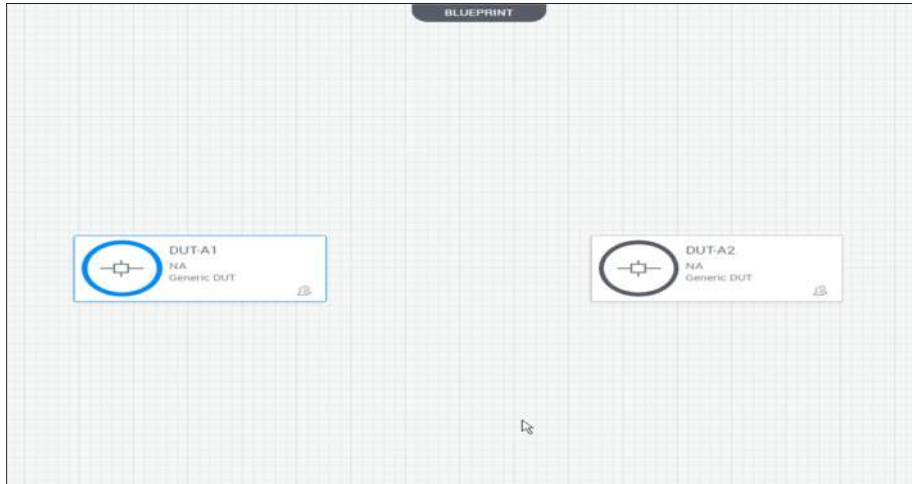 BLUEPRINT
DUT-A1
NA
Generic DUT
DUT-A2
NA
Generic DUT